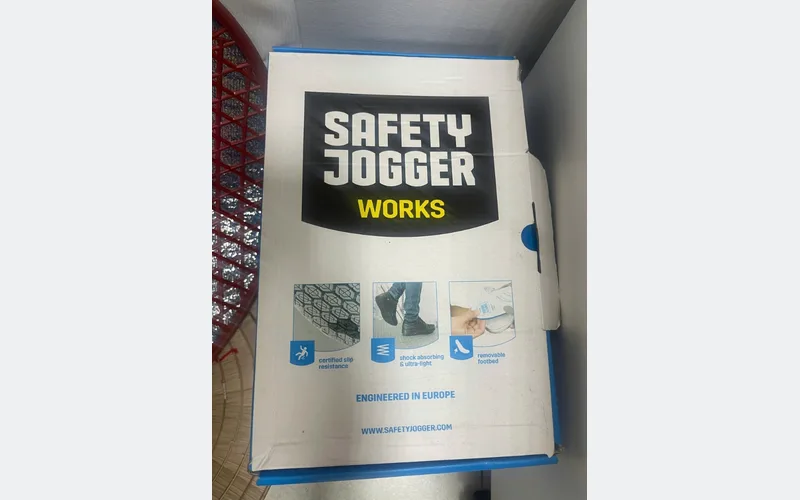 SAFETY
JOGGER
WORKS
certified slip
resistance
shock absorbing
& ultra-light
removable
footbed
ENGINEERED IN EUROPE
WWW.SAFETYJOGGER.COM